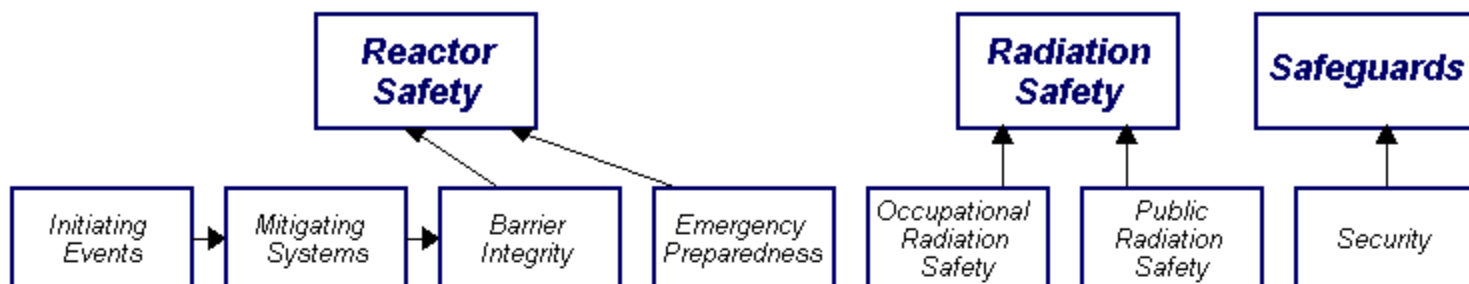 Reactor
Safety
Radiation
Safety
Safeguards
Initiating
Events
Mitigating
Systems
Barrier
Integrity
Emergency
Preparedness
Occupational
Radiation
Safety
Public
Radiation
Safety
Security